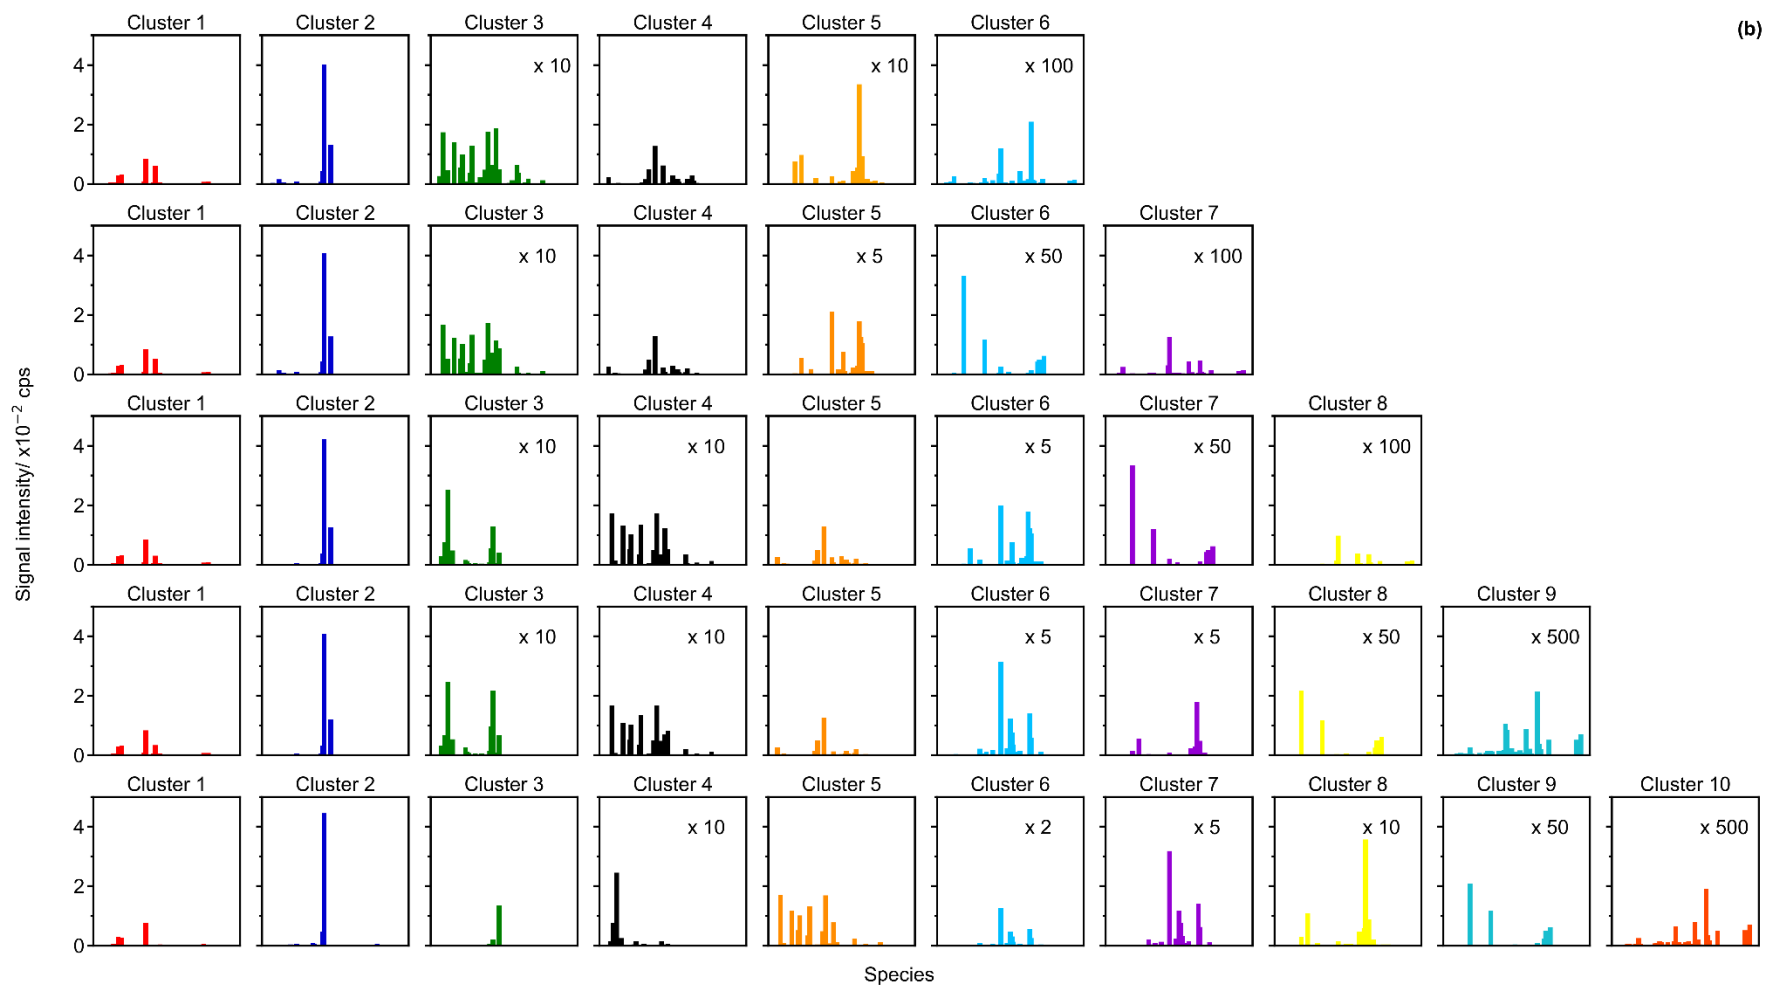 Cluster 1 Cluster 2 Cluster 3 Cluster 4 Cluster 5 Cluster 6
(b)
4 x 10 x 10 x 100
2
0
Cluster 1 Cluster 2 Cluster 3 Cluster 4 Cluster 5 Cluster 6 Cluster 7
4 x 10 x 5 x 50 x 100
2
0
Cluster 1 Cluster 2 Cluster 3 Cluster 4 Cluster 5 Cluster 6 Cluster 7 Cluster 8
4 x 10 x 10 x 5 x 50 x 100
2
0
Cluster 1 Cluster 2 Cluster 3 Cluster 4 Cluster 5 Cluster 6 Cluster 7 Cluster 8 Cluster 9
4 x 10 x 10 x 5 x 5 x 50 x 500
2
0
Cluster 1 Cluster 2 Cluster 3 Cluster 4 Cluster 5 Cluster 6 Cluster 7 Cluster 8 Cluster 9 Cluster 10
4 x 10 x 2 x 5 x 10 x 50 x 500
2
0
Signal intensity/ x10⁻² cps
Species